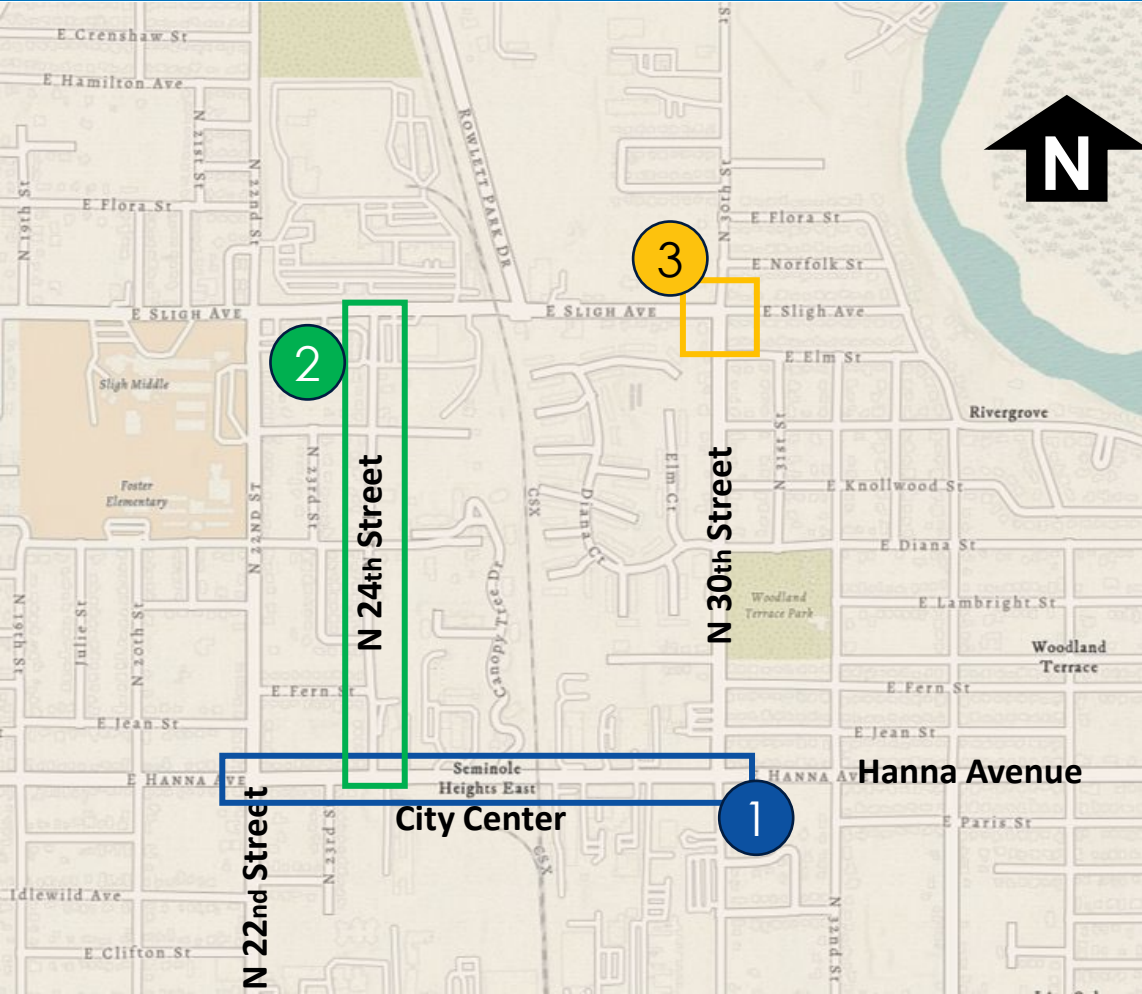 E Crenshaw St
E Hamilton Ave
N 21st St
N 22nd St
N 19th St
E Flora St
ROWLETT PARK DR
St
N 30th St
N
E Flora St
E Norfolk St
3
E SLIGH AVE
E SLIGH AVE
E Sligh Ave
2
E Elm St
Sligh Middle
Rivergrove
N 31st St
Elm Ct
N 23rd St
N 24th Street
N 30th Street
Foster
Elementary
N 22ND ST
CSX
Diana Ct
E Knollwood St
E Diana St
Canopy Tree Dr
Woodland
Terrace Park
E Lambright St
N 19th St
Julie St
N 20th St
Woodland
Terrace
E Fern St
E Fern St
E Jean St
E Jean St
E HANNA AVE
Seminole
Heights East
E HANNA AV
Hanna Avenue
City Center
1
E Paris St
N 22nd Street
N 23rd S
CSX
Idlewild Ave
N 32nd St
E Clifton St